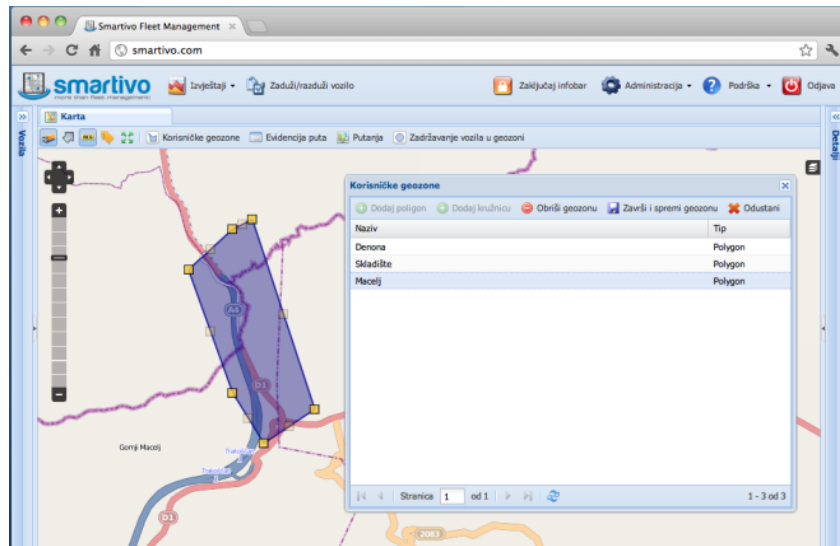 Smartivo Fleet Management
smartivo.com
smartivo Izvještaji Zaduži/razduži vozilo Zaključaj infobar Administracija Podrška Odjava
more than fleet management
Vozila
Karta
Detalji
Korisničke geozone Evidencija puta Putanja Zadržavanje vozila u geozoni
Korisničke geozone
Dodaj poligon Dodaj kružnicu Obriši geozonu Završi i spremi geozonu Odustani
Naziv Tip
Denona Polygon
Skladište Polygon
Macelj Polygon
D1
Gornji Macelj
D1
2083
Stranica 1 od 1 1 - 3 od 3